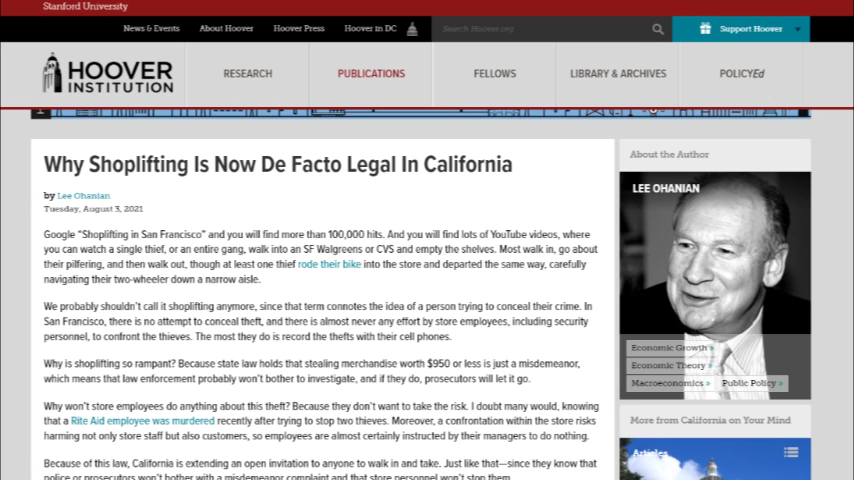 Stanford University
News & Events About Hoover Hoover Press Hoover in DC Search Hoover.org Support Hoover
HOOVER
INSTITUTION
RESEARCH PUBLICATIONS FELLOWS LIBRARY & ARCHIVES POLICYEd
Why Shoplifting Is Now De Facto Legal In California
by Lee Ohanian
Tuesday, August 3, 2021
Google “Shoplifting in San Francisco” and you will find more than 100,000 hits. And you will find lots of YouTube videos, where
you can watch a single thief, or an entire gang, walk into an SF Walgreens or CVS and empty the shelves. Most walk in, go about
their pilfering, and then walk out, though at least one thief rode their bike into the store and departed the same way, carefully
navigating their two-wheeler down a narrow aisle.
We probably shouldn’t call it shoplifting anymore, since that term connotes the idea of a person trying to conceal their crime. In
San Francisco, there is no attempt to conceal theft, and there is almost never any effort by store employees, including security
personnel, to confront the thieves. The most they do is record the thefts with their cell phones.
Why is shoplifting so rampant? Because state law holds that stealing merchandise worth $950 or less is just a misdemeanor,
which means that law enforcement probably won’t bother to investigate, and if they do, prosecutors will let it go.
Why won’t store employees do anything about this theft? Because they don’t want to take the risk. I doubt many would, knowing
that a Rite Aid employee was murdered recently after trying to stop two thieves. Moreover, a confrontation within the store risks
harming not only store staff but also customers, so employees are almost certainly instructed by their managers to do nothing.
Because of this law, California is extending an open invitation to anyone to walk in and take. Just like that—since they know that
police or prosecutors won’t bother with a misdemeanor complaint and that store personnel won’t stop them.
About the Author
LEE OHANIAN
Economic Growth »
Economic Theory »
Macroeconomics » Public Policy »
More from California on Your Mind
Articles